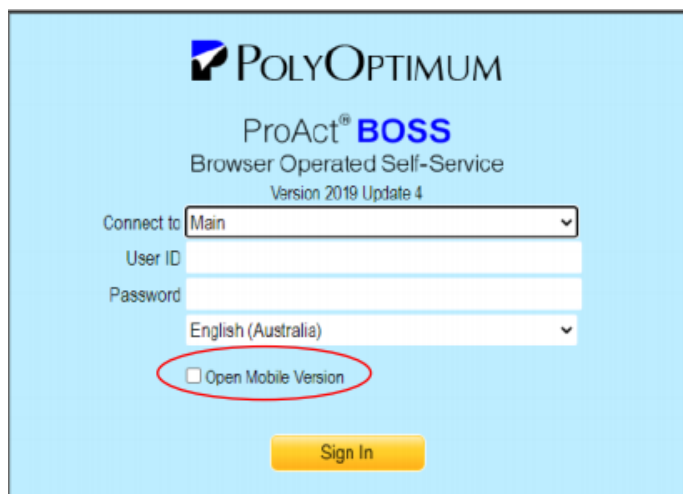 POLYOPTIMUM
ProAct® BOSS
Browser Operated Self-Service
Version 2019 Update 4
Connect to Main
User ID
Password
English (Australia)
Open Mobile Version
Sign In